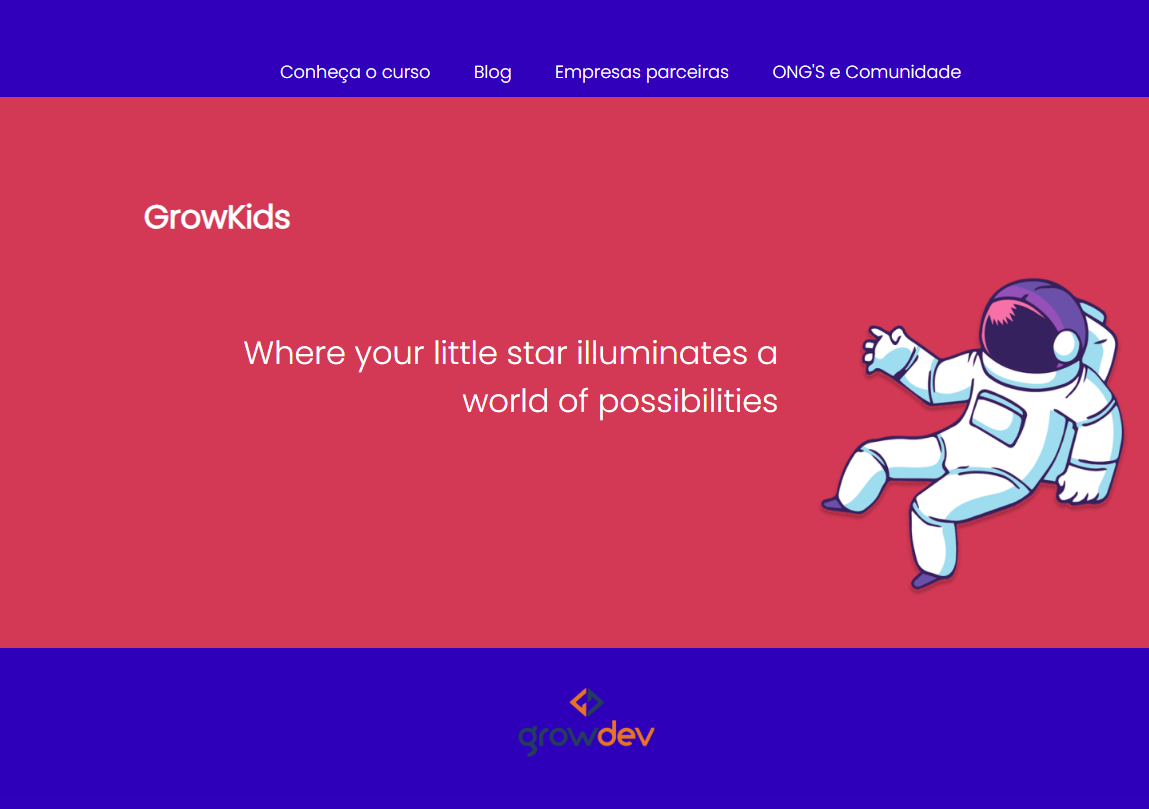 Conheça o curso Blog Empresas parceiras ONG'S e Comunidade
GrowKids
Where your little star illuminates a
world of possibilities
growdev